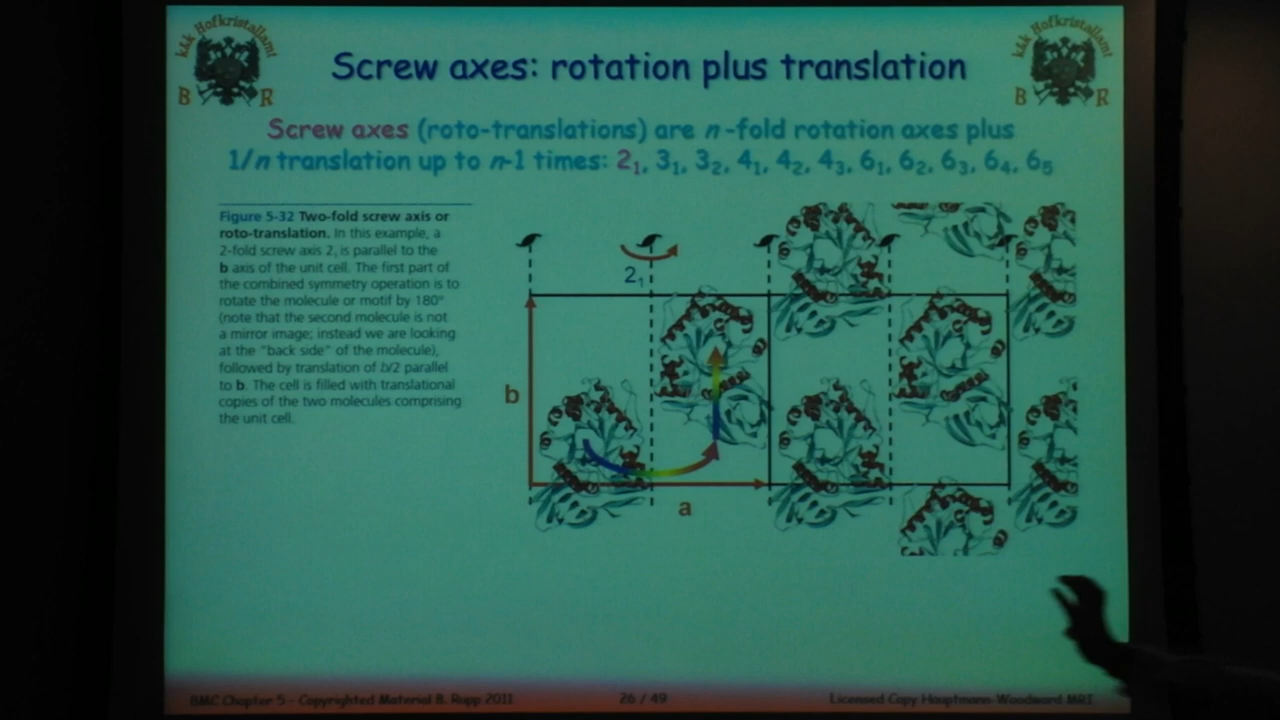 k&k Hofkristallamt
B R
Screw axes: rotation plus translation
k&k Hofkristallamt
B R
Screw axes (roto-translations) are n-fold rotation axes plus
1/n translation up to n-1 times: 2₁, 3₁, 3₂, 4₁, 4₂, 4₃, 6₁, 6₂, 6₃, 6₄, 6₅
Figure 5-32 Two-fold screw axis or
roto-translation. In this example, a
2-fold screw axis 2₁ is parallel to the
b axis of the unit cell. The first part of
the combined symmetry operation is to
rotate the molecule or motif by 180°
(note that the second molecule is not
a mirror image; instead we are looking
at the "back side" of the molecule),
followed by translation of b/2 parallel
to b. The cell is filled with translational
copies of the two molecules comprising
the unit cell.
2₁
b
a
BMC Chapter 5 - Copyrighted Material B. Rupp 2011
26 / 49
Licensed Copy Hauptmann-Woodward MRI